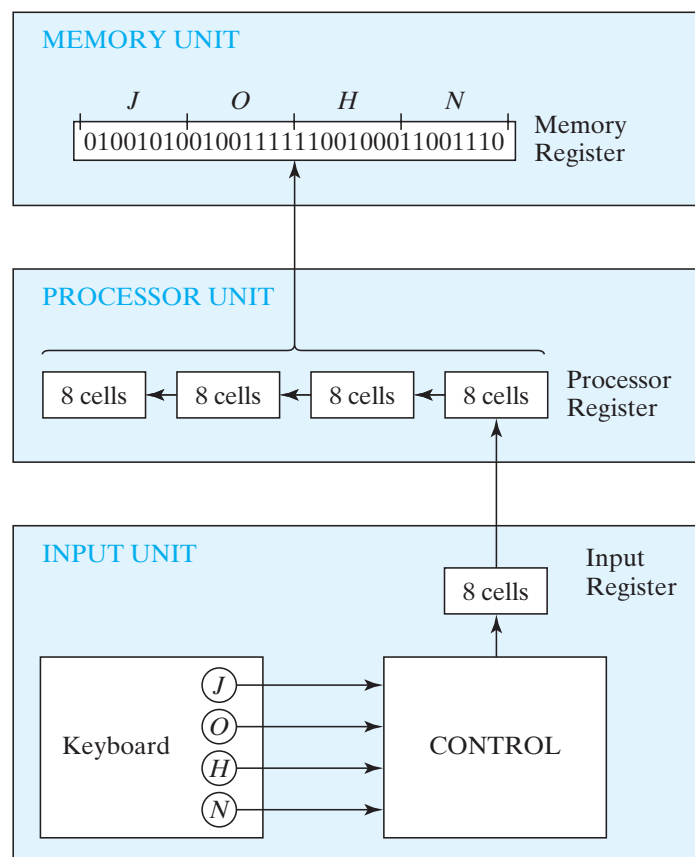 MEMORY UNIT
J O H N
01001010010011111100100011001110
Memory
Register
PROCESSOR UNIT
8 cells 8 cells 8 cells 8 cells
Processor
Register
INPUT UNIT
Input
Register
8 cells
J
O
Keyboard
CONTROL
H
N